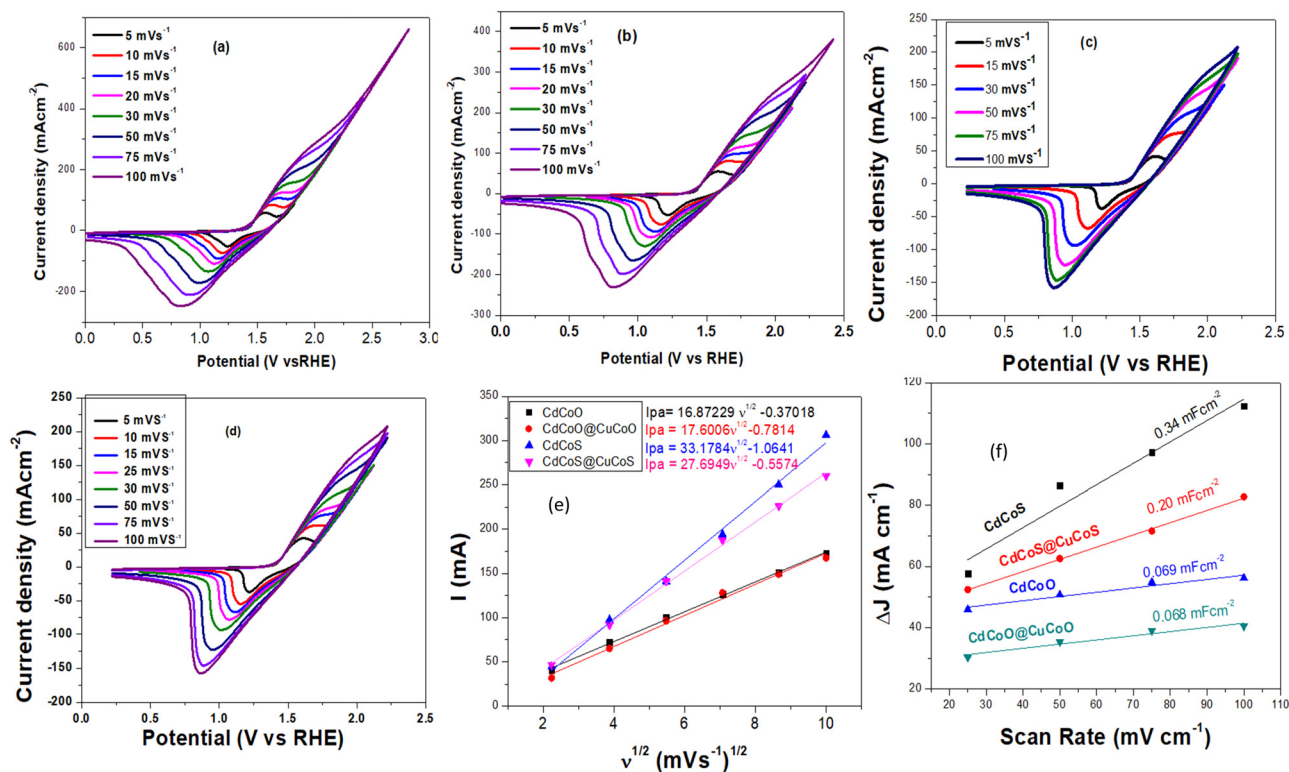 (a)
5 mVs⁻¹
10 mVs⁻¹
15 mVs⁻¹
20 mVs⁻¹
30 mVs⁻¹
50 mVs⁻¹
75 mVs⁻¹
100 mVs⁻¹
Current density (mAcm⁻²)
600
400
200
0
-200
0.0 0.5 1.0 1.5 2.0 2.5 3.0
Potential (V vsRHE)
(b)
5 mVs⁻¹
10 mVs⁻¹
15 mVs⁻¹
20 mVs⁻¹
30 mVs⁻¹
50 mVs⁻¹
75 mVs⁻¹
100 mVs⁻¹
Current density (mAcm⁻²)
400
350
300
250
200
150
100
50
0
-50
-100
-150
-200
-250
-300
0.0 0.5 1.0 1.5 2.0 2.5
Potential (V vs RHE)
(c)
5 mVS⁻¹
15 mVS⁻¹
30 mVS⁻¹
50 mVS⁻¹
75 mVS⁻¹
100 mVS⁻¹
Current density (mAcm⁻²)
250
200
150
100
50
0
-50
-100
-150
-200
0.0 0.5 1.0 1.5 2.0 2.5
Potential (V vs RHE)
(d)
5 mVS⁻¹
10 mVS⁻¹
15 mVS⁻¹
25 mVS⁻¹
30 mVS⁻¹
50 mVS⁻¹
75 mVS⁻¹
100 mVS⁻¹
Current density (mAcm⁻²)
250
200
150
100
50
0
-50
-100
-150
-200
0.0 0.5 1.0 1.5 2.0 2.5
Potential (V vs RHE)
CdCoO Ipa= 16.87229 ν¹/² -0.37018
CdCoO@CuCoO Ipa = 17.6006ν¹/²-0.7814
CdCoS Ipa= 33.1784ν¹/²-1.0641
CdCoS@CuCoS Ipa = 27.6949ν¹/²-0.5574
(e)
I (mA)
350
300
250
200
150
100
50
0
2 4 6 8 10
ν¹/² (mVs⁻¹)¹/²
(f)
0.34 mFcm⁻²
CdCoS
0.20 mFcm⁻²
CdCoS@CuCoS
0.069 mFcm⁻²
CdCoO
0.068 mFcm⁻²
CdCoO@CuCoO
ΔJ (mA cm⁻¹)
120
100
80
60
40
20
20 30 40 50 60 70 80 90 100 110
Scan Rate (mV cm⁻¹)